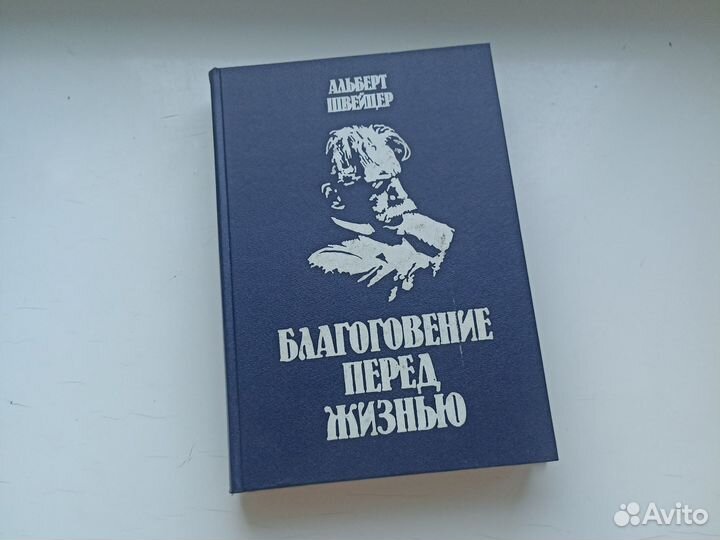 АЛЬБЕРТ
ШВЕЙЦЕР
БЛАГОГОВЕНИЕ
ПЕРЕД
ЖИЗНЬЮ
Avito